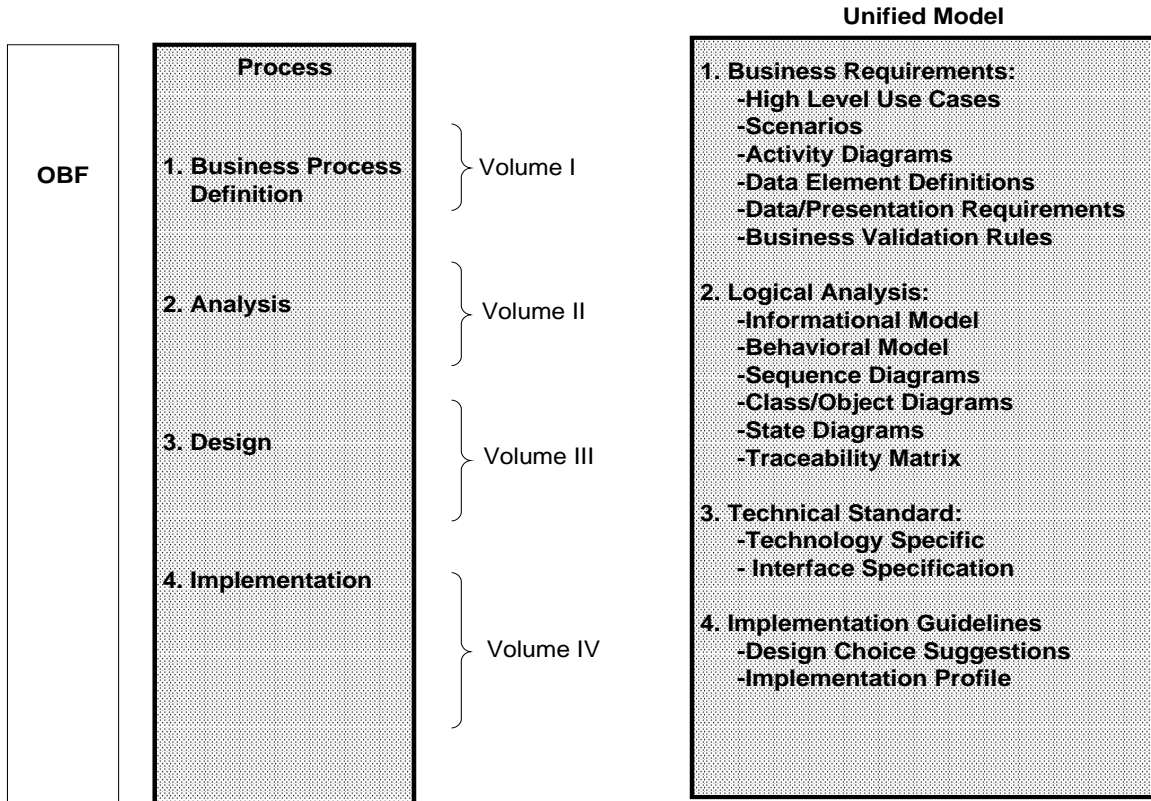 Unified Model
OBF
Process
1. Business Process
Definition
2. Analysis
3. Design
4. Implementation
Volume I
Volume II
Volume III
Volume IV
1. Business Requirements:
-High Level Use Cases
-Scenarios
-Activity Diagrams
-Data Element Definitions
-Data/Presentation Requirements
-Business Validation Rules
2. Logical Analysis:
-Informational Model
-Behavioral Model
-Sequence Diagrams
-Class/Object Diagrams
-State Diagrams
-Traceability Matrix
3. Technical Standard:
-Technology Specific
- Interface Specification
4. Implementation Guidelines
-Design Choice Suggestions
-Implementation Profile